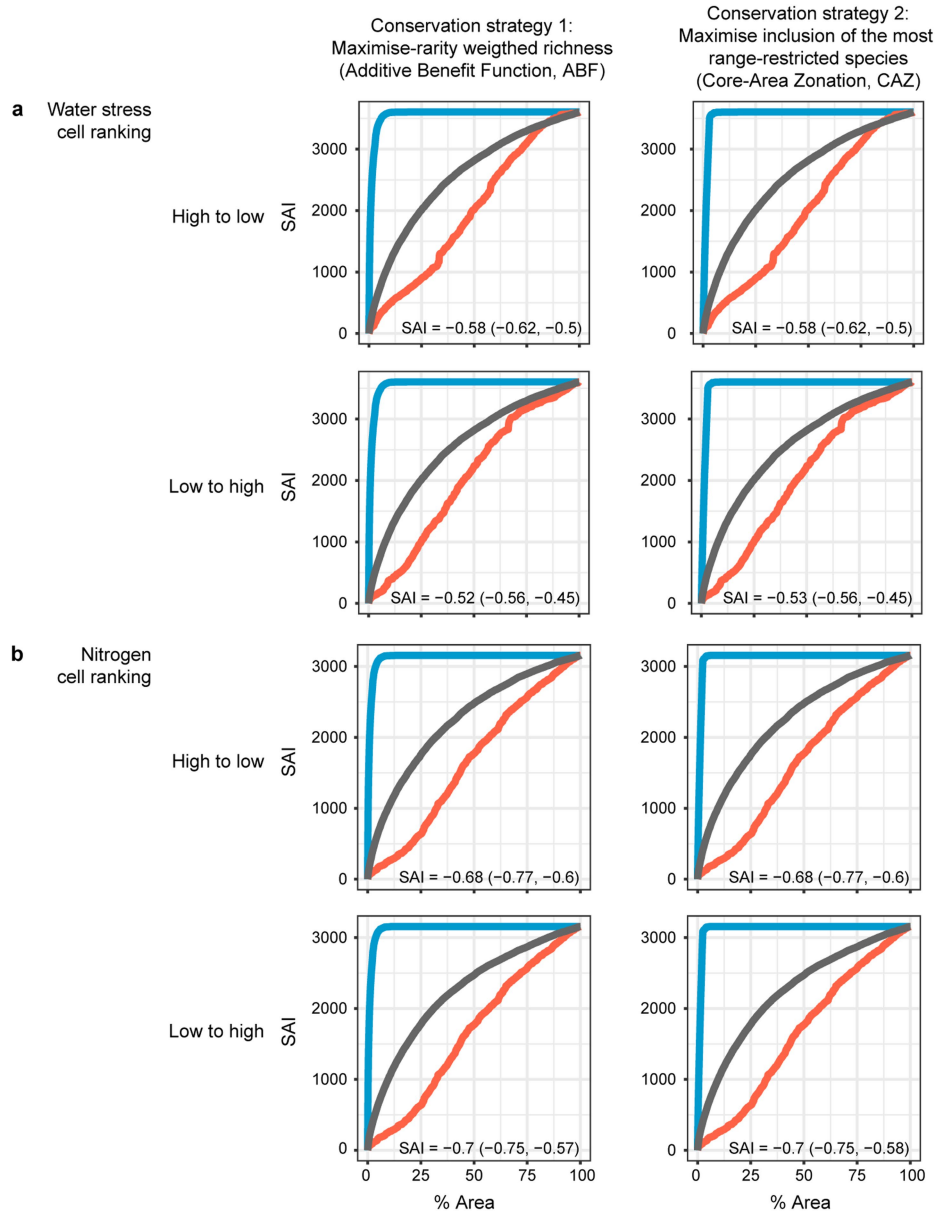 Conservation strategy 1:
Maximise-rarity weigthed richness
(Additive Benefit Function, ABF)
Conservation strategy 2:
Maximise inclusion of the most
range-restricted species
(Core-Area Zonation, CAZ)
a
Water stress
cell ranking
High to low
SAI
3000
2000
1000
0
SAI = −0.58 (−0.62, −0.5)
3000
2000
1000
0
SAI = −0.58 (−0.62, −0.5)
Low to high
SAI
3000
2000
1000
0
SAI = −0.52 (−0.56, −0.45)
3000
2000
1000
0
SAI = −0.53 (−0.56, −0.45)
b
Nitrogen
cell ranking
High to low
SAI
3000
2000
1000
0
SAI = −0.68 (−0.77, −0.6)
3000
2000
1000
0
SAI = −0.68 (−0.77, −0.6)
Low to high
SAI
3000
2000
1000
0
SAI = −0.7 (−0.75, −0.57)
0 25 50 75 100
% Area
3000
2000
1000
0
SAI = −0.7 (−0.75, −0.58)
0 25 50 75 100
% Area